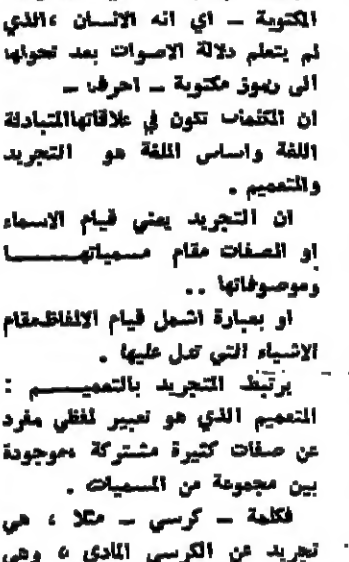 المكتوبة ـ اي انه الانسان ،الذي
لم يتعلم دلالة الاصوات بعد تحولها
الى رموز مكتوبة ـ احرف ـ
ان الكلمات تكون في علاقاتهاالمتبادلة
اللغة واساس اللغة هو التجريد
والتعميم .
ان التجريد يعني قيام الاسماء
او الصفات مقام مسمياتهـــــا
وموصوفاتها ..
او بعبارة اشمل قيام الالفاظمقام
الاشياء التي تدل عليها .
يرتبط التجريد بالتعميــــم :
التعميم الذي هو تعبير لفظي مفرد
عن صفات كثيرة مشتركة موجودة
بين مجموعة من المسميات .
فكلمة ـ كرسي ـ مثلا ، هي
تجريد عن الكرسي المادي ، وهي